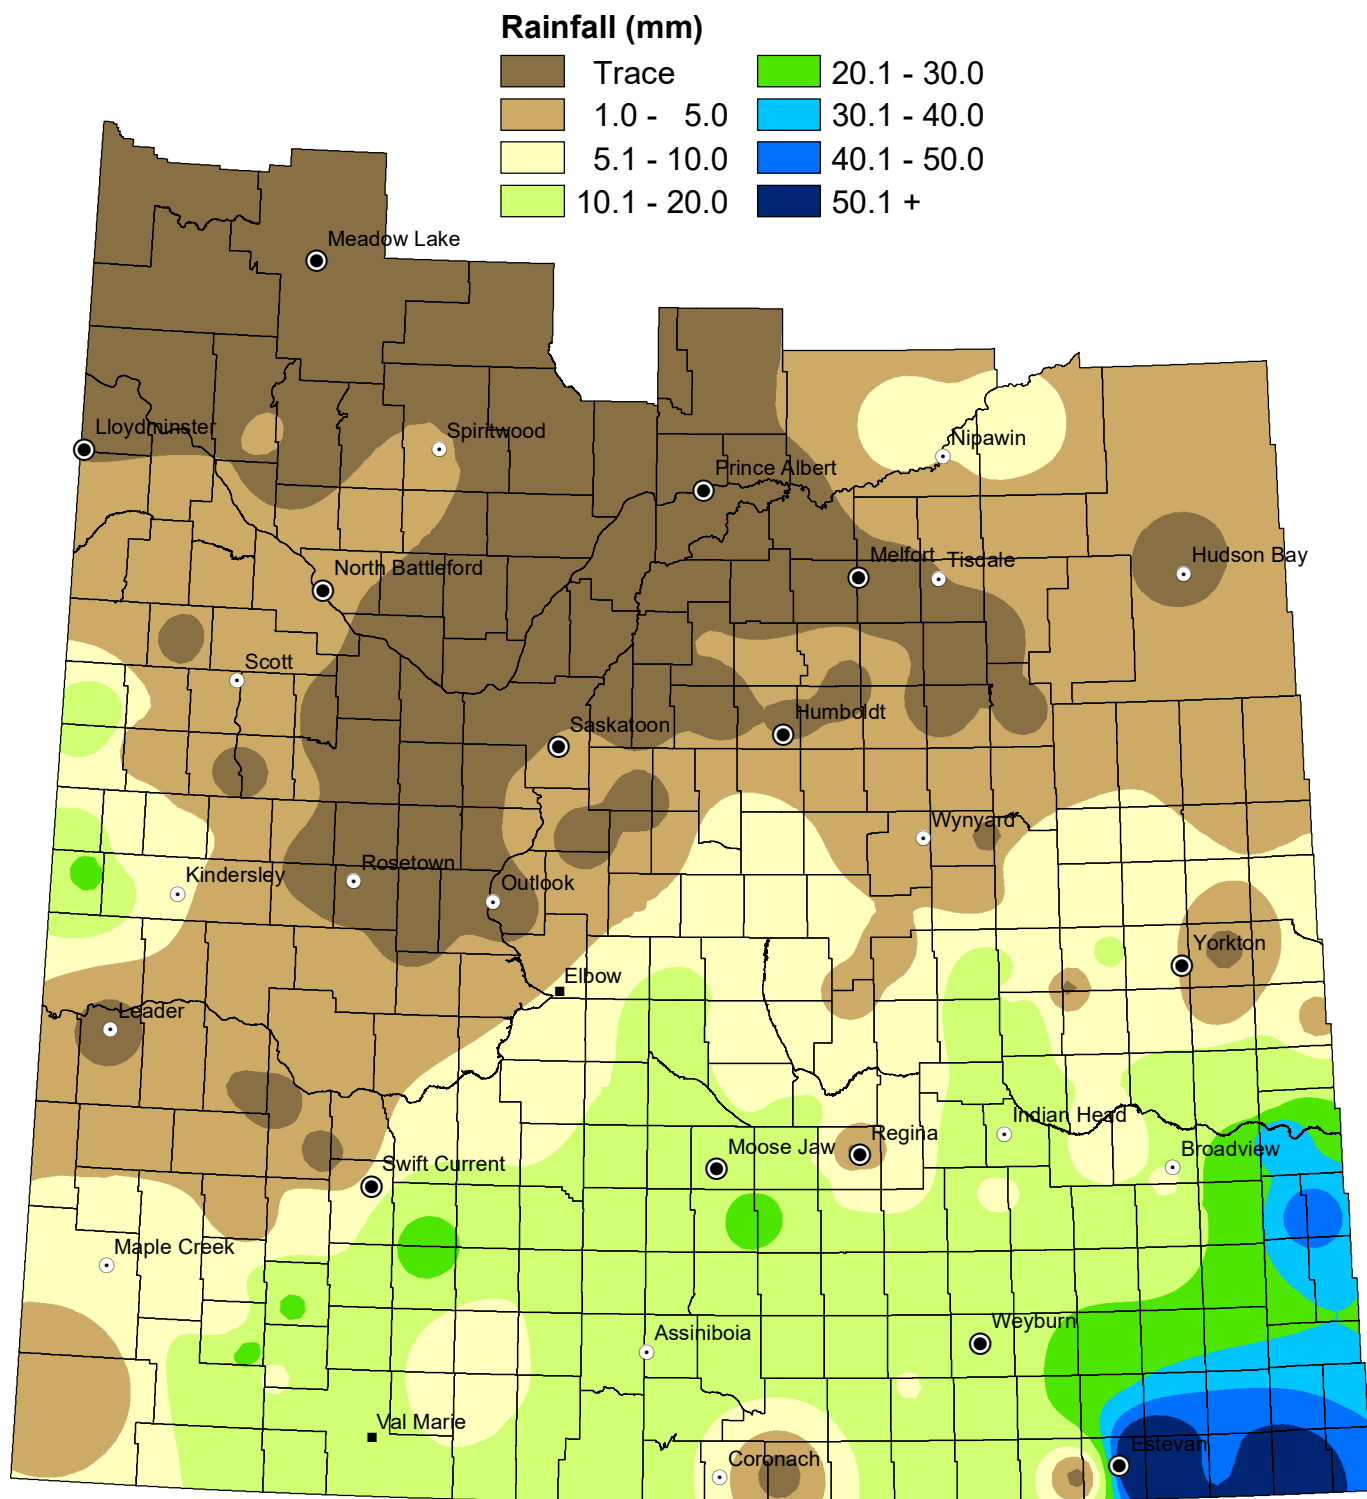 Rainfall (mm)
Trace 20.1 - 30.0
1.0 - 5.0 30.1 - 40.0
5.1 - 10.0 40.1 - 50.0
10.1 - 20.0 50.1 +
Meadow Lake
Lloydminster
Spiritwood
Nipawin
Prince Albert
Melfort
Tisdale
Hudson Bay
North Battleford
Scott
Saskatoon
Humboldt
Wynyard
Rosetown
Kindersley
Outlook
Yorkton
Elbow
Leader
Indian Head
Regina
Moose Jaw
Broadview
Swift Current
Maple Creek
Weyburn
Assiniboia
Val Marie
Estevan
Coronach